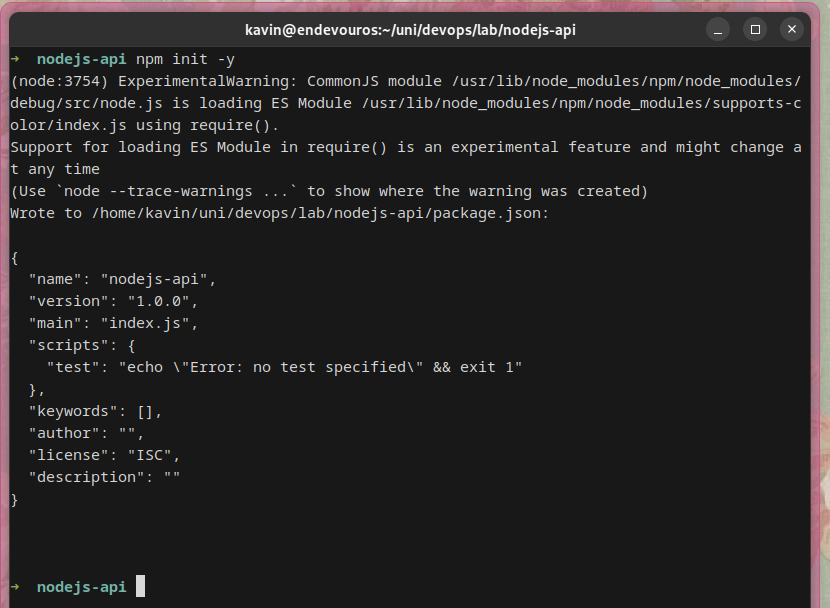 kavin@endevouros:~/uni/devops/lab/nodejs-api
→ nodejs-api npm init -y
(node:3754) ExperimentalWarning: CommonJS module /usr/lib/node_modules/npm/node_modules/
debug/src/node.js is loading ES Module /usr/lib/node_modules/npm/node_modules/supports-c
olor/index.js using require().
Support for loading ES Module in require() is an experimental feature and might change a
t any time
(Use `node --trace-warnings ...` to show where the warning was created)
Wrote to /home/kavin/uni/devops/lab/nodejs-api/package.json:
{
  "name": "nodejs-api",
  "version": "1.0.0",
  "main": "index.js",
  "scripts": {
    "test": "echo \"Error: no test specified\" && exit 1"
  },
  "keywords": [],
  "author": "",
  "license": "ISC",
  "description": ""
}
→ nodejs-api